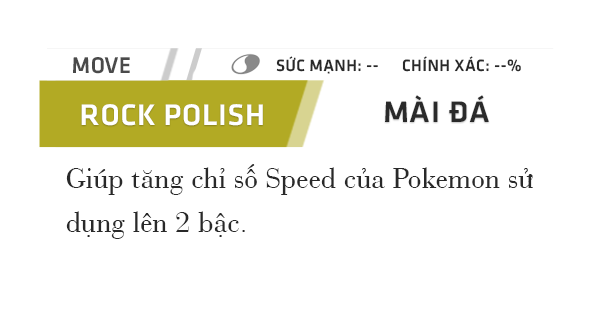 MOVE SỨC MẠNH: -- CHÍNH XÁC: --%
ROCK POLISH MÀI ĐÁ
Giúp tăng chỉ số Speed của Pokemon sử
dụng lên 2 bậc.